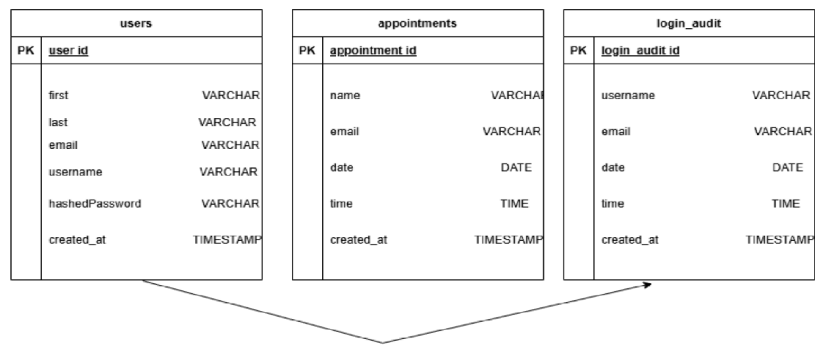 users
PK user id
first VARCHAR
last VARCHAR
email VARCHAR
username VARCHAR
hashedPassword VARCHAR
created_at TIMESTAMP
appointments
PK appointment id
name VARCHAR
email VARCHAR
date DATE
time TIME
created_at TIMESTAMP
login_audit
PK login_audit id
username VARCHAR
email VARCHAR
date DATE
time TIME
created_at TIMESTAMP